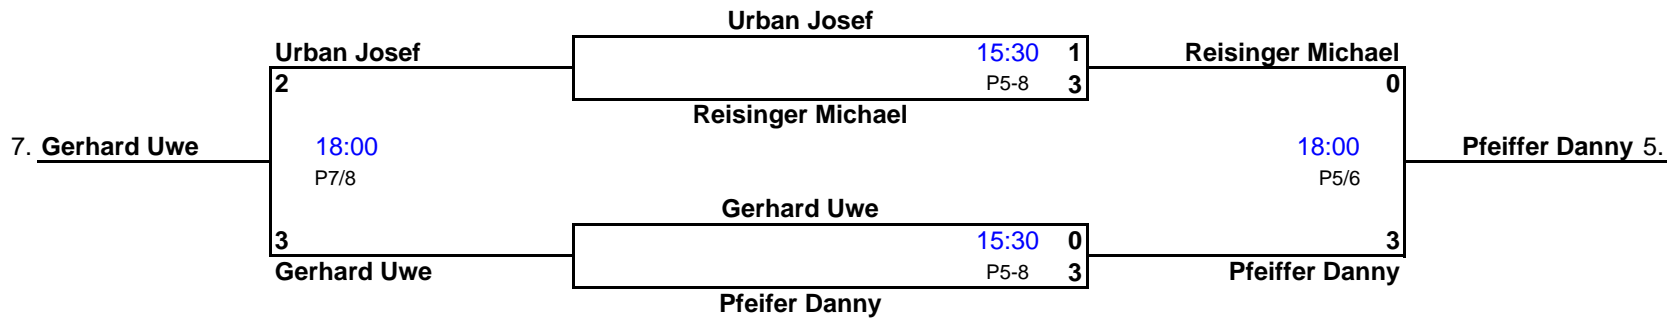 Urban Josef
Urban Josef 15:30 1 Reisinger Michael
2 P5-8 3 0
Reisinger Michael
7. Gerhard Uwe 18:00 18:00 Pfeiffer Danny 5.
P7/8 P5/6
Gerhard Uwe
3 15:30 0 3
Gerhard Uwe P5-8 3 Pfeiffer Danny
Pfeifer Danny